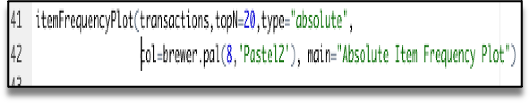 41 itemFrequencyPlot(transactions,topN=20,type="absolute",
42 col=brewer.pal(8,'Pastel2'), main="Absolute Item Frequency Plot")